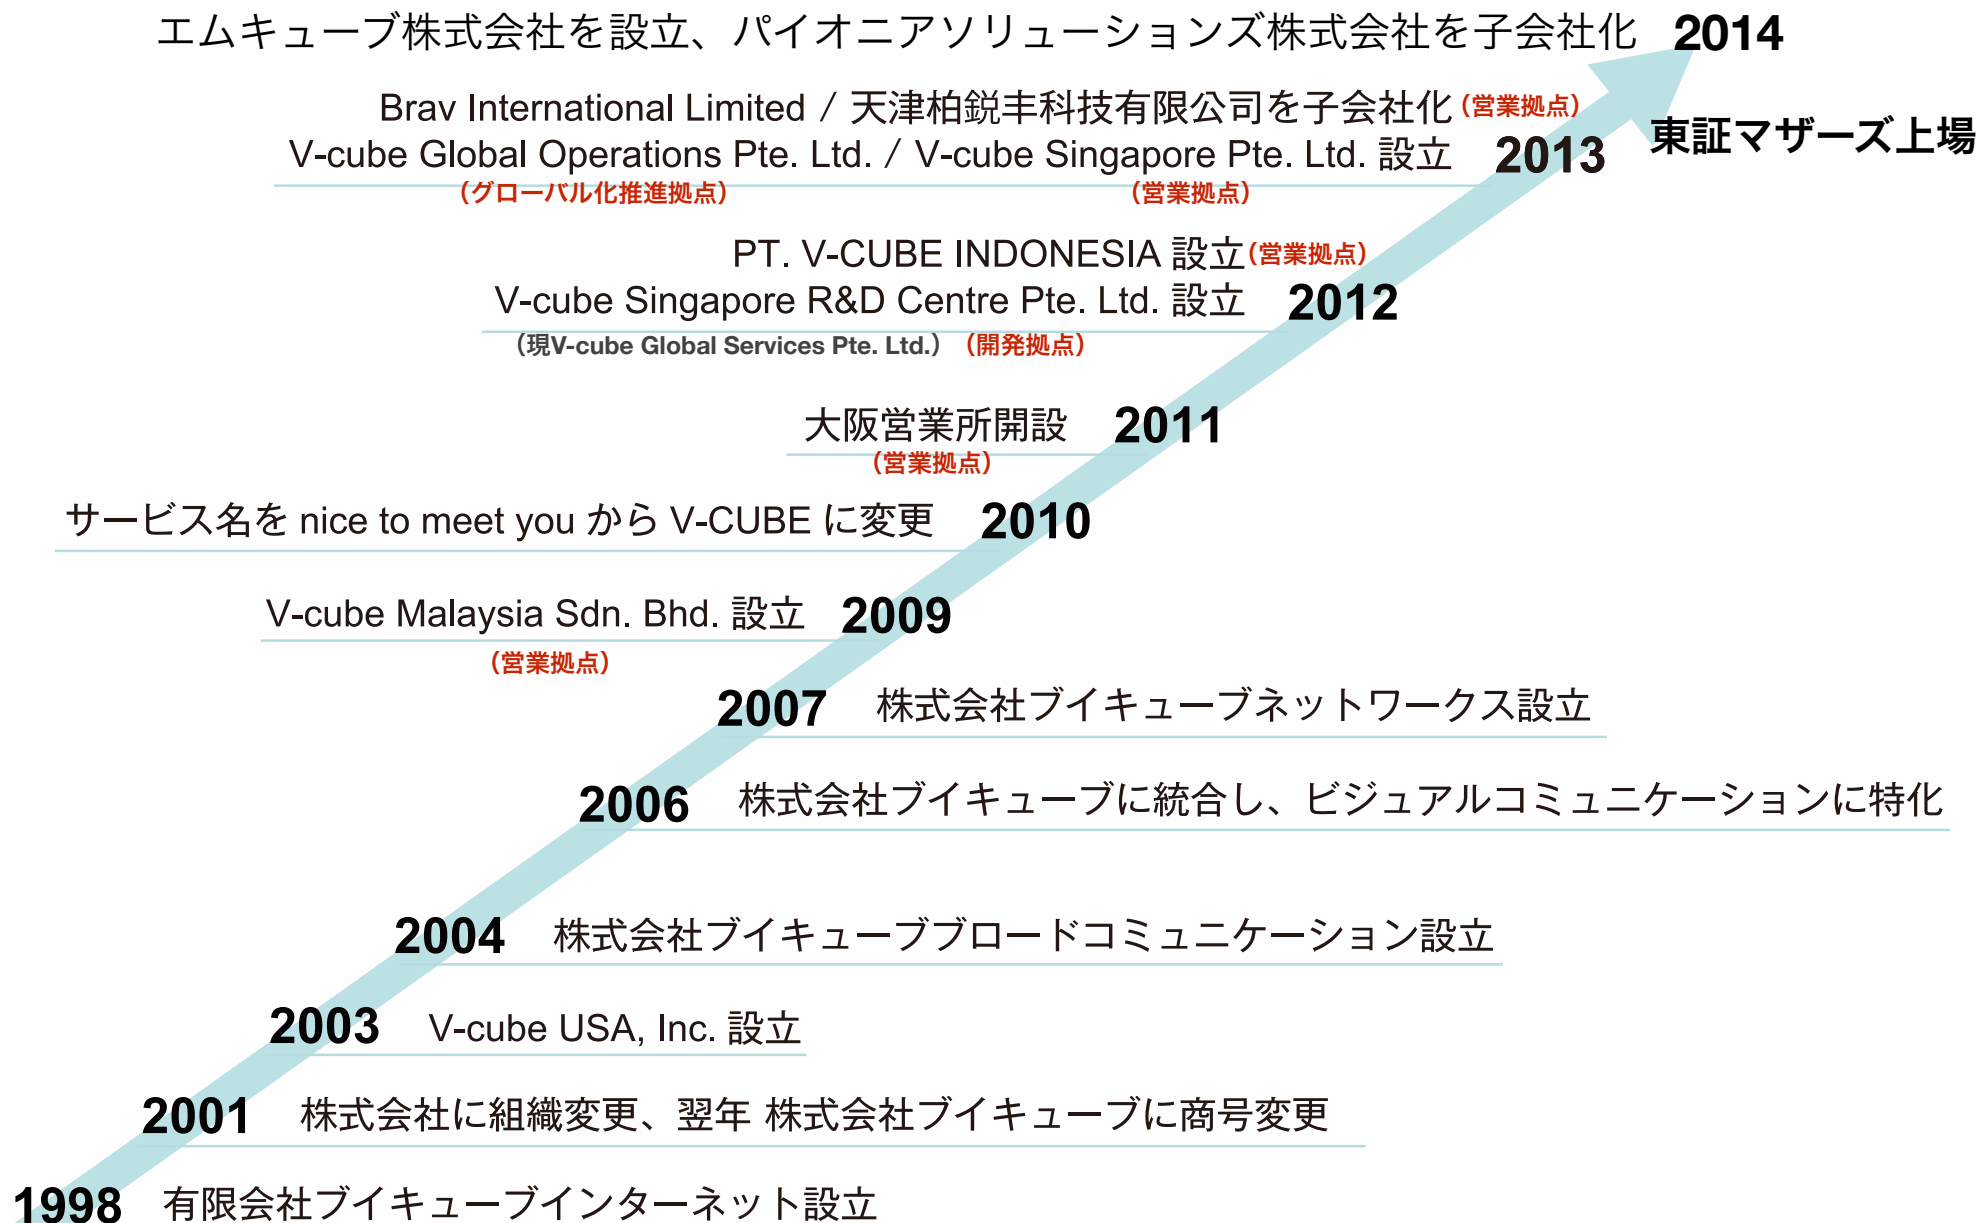 エムキューブ株式会社を設立、パイオニアソリューションズ株式会社を子会社化 2014
Brav International Limited / 天津柏鋭丰科技有限公司を子会社化（営業拠点）
東証マザーズ上場
V-cube Global Operations Pte. Ltd. / V-cube Singapore Pte. Ltd. 設立 2013
（グローバル化推進拠点） （営業拠点）
PT. V-CUBE INDONESIA 設立（営業拠点）
V-cube Singapore R&D Centre Pte. Ltd. 設立 2012
（現V-cube Global Services Pte. Ltd.）（開発拠点）
大阪営業所開設 2011
（営業拠点）
サービス名を nice to meet you から V-CUBE に変更 2010
V-cube Malaysia Sdn. Bhd. 設立 2009
（営業拠点）
2007 株式会社ブイキューブネットワークス設立
2006 株式会社ブイキューブに統合し、ビジュアルコミュニケーションに特化
2004 株式会社ブイキューブブロードコミュニケーション設立
2003 V-cube USA, Inc. 設立
2001 株式会社に組織変更、翌年 株式会社ブイキューブに商号変更
1998 有限会社ブイキューブインターネット設立